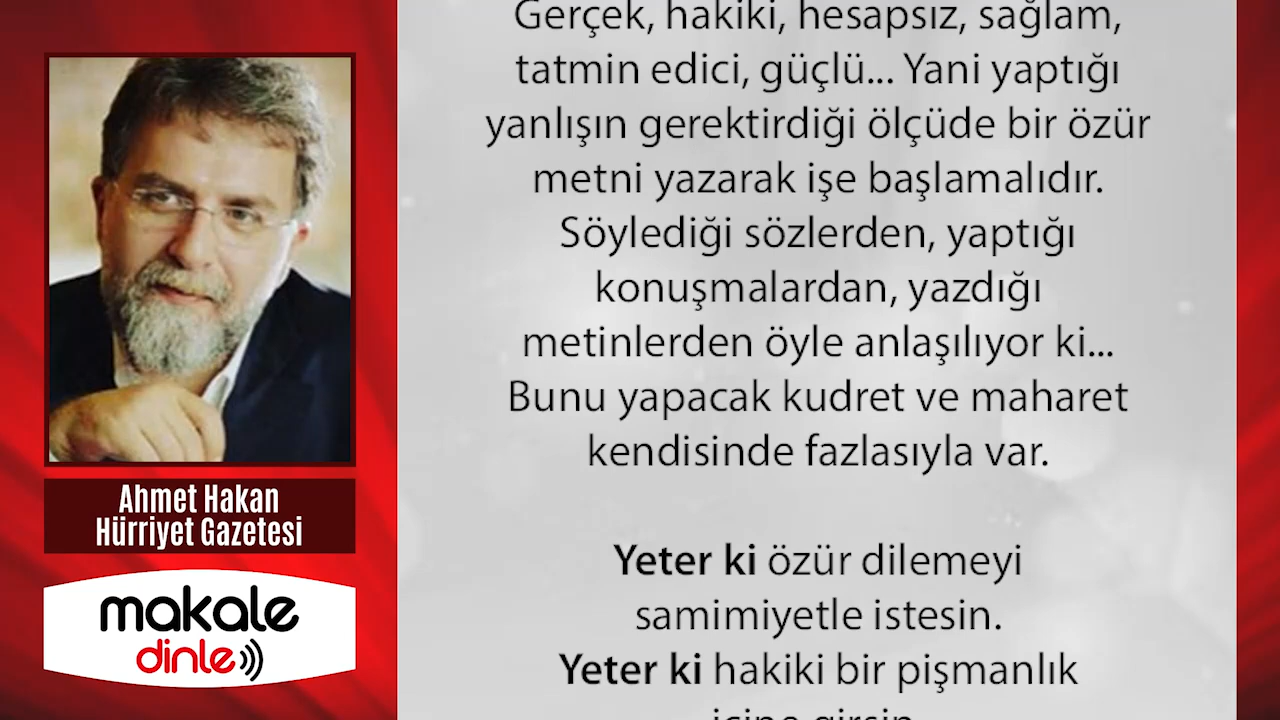 Gerçek, hakiki, hesapsız, sağlam,
tatmin edici, güçlü... Yani yaptığı
yanlışın gerektirdiği ölçüde bir özür
metni yazarak işe başlamalıdır.
Söylediği sözlerden, yaptığı
konuşmalardan, yazdığı
metinlerden öyle anlaşılıyor ki...
Bunu yapacak kudret ve maharet
kendisinde fazlasıyla var.
Yeter ki özür dilemeyi
samimiyetle istesin.
Yeter ki hakiki bir pişmanlık
içine girsin
Ahmet Hakan
Hürriyet Gazetesi
makale
dinle